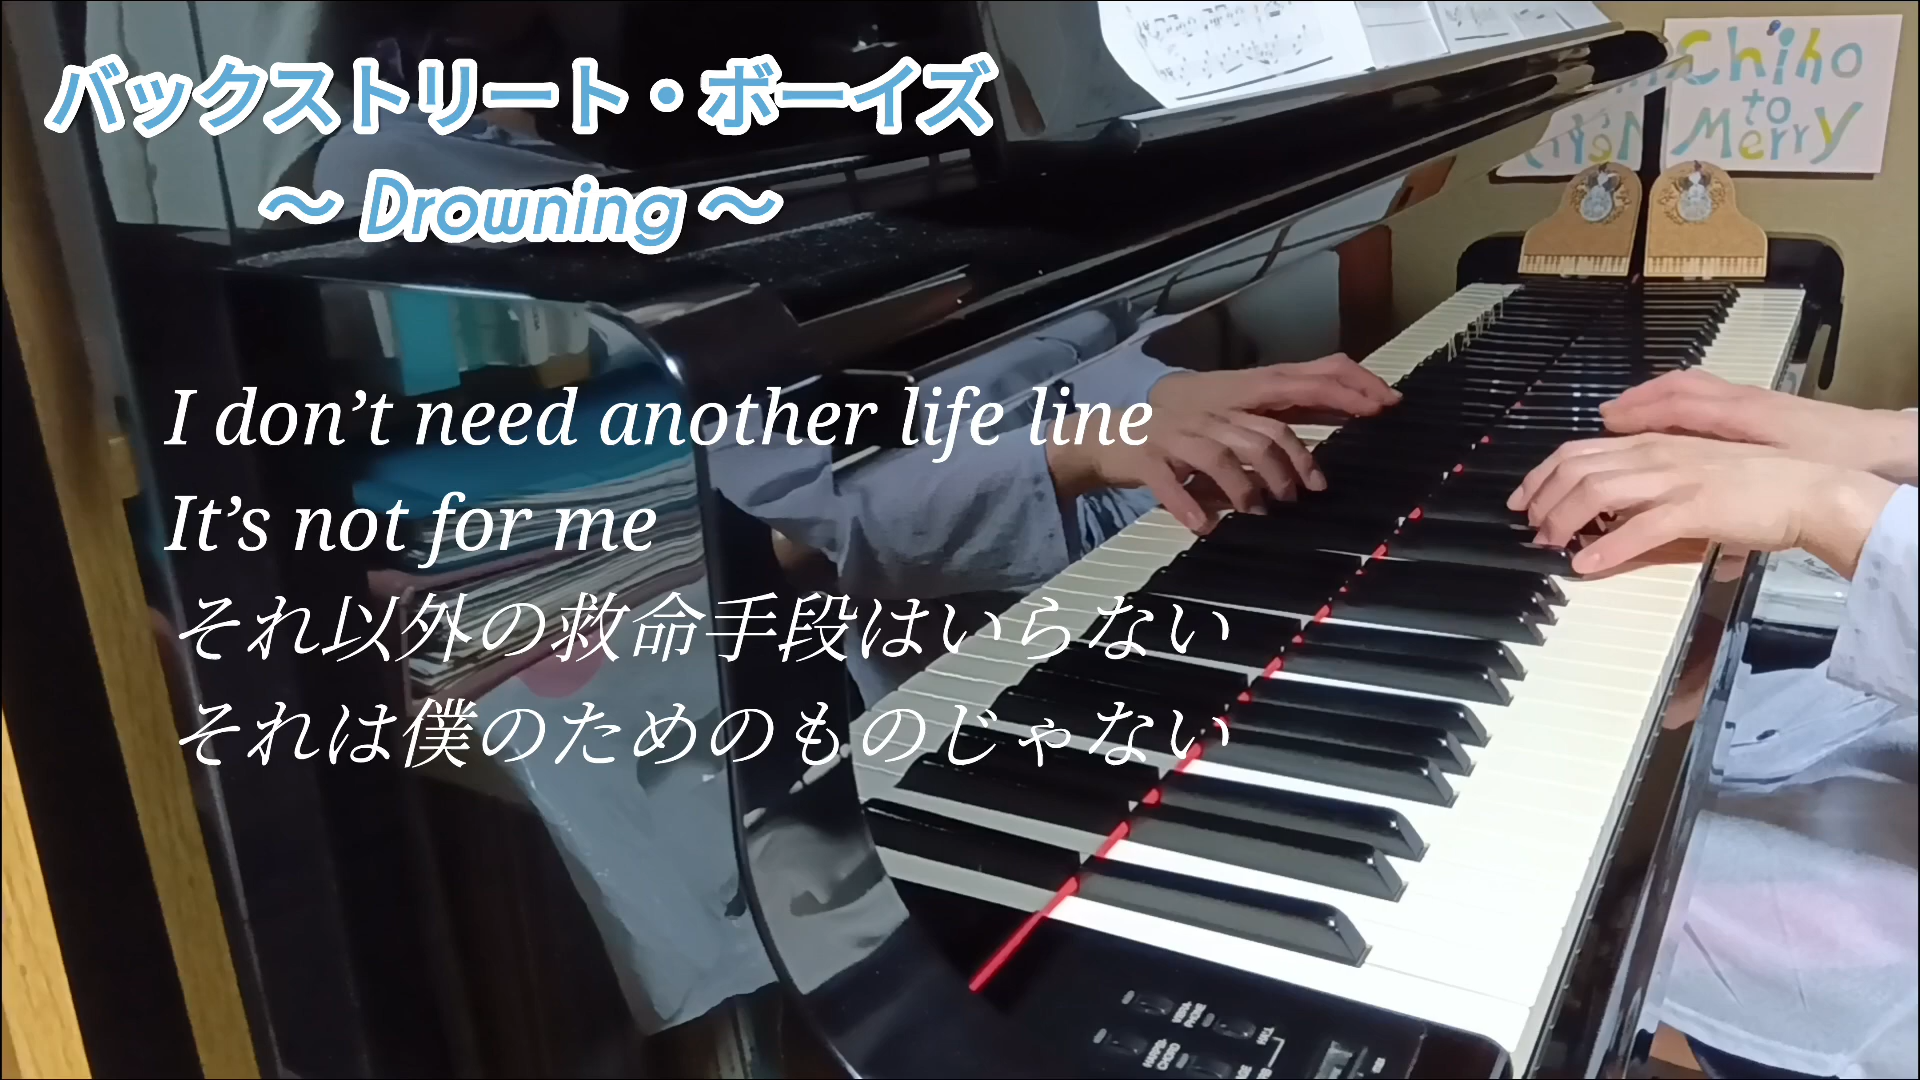 バックストリート・ボーイズ
～ Drowning ～
Chiho
to
Merry
I don’t need another life line
It’s not for me
それ以外の救命手段はいらない
それは僕のためのものじゃない